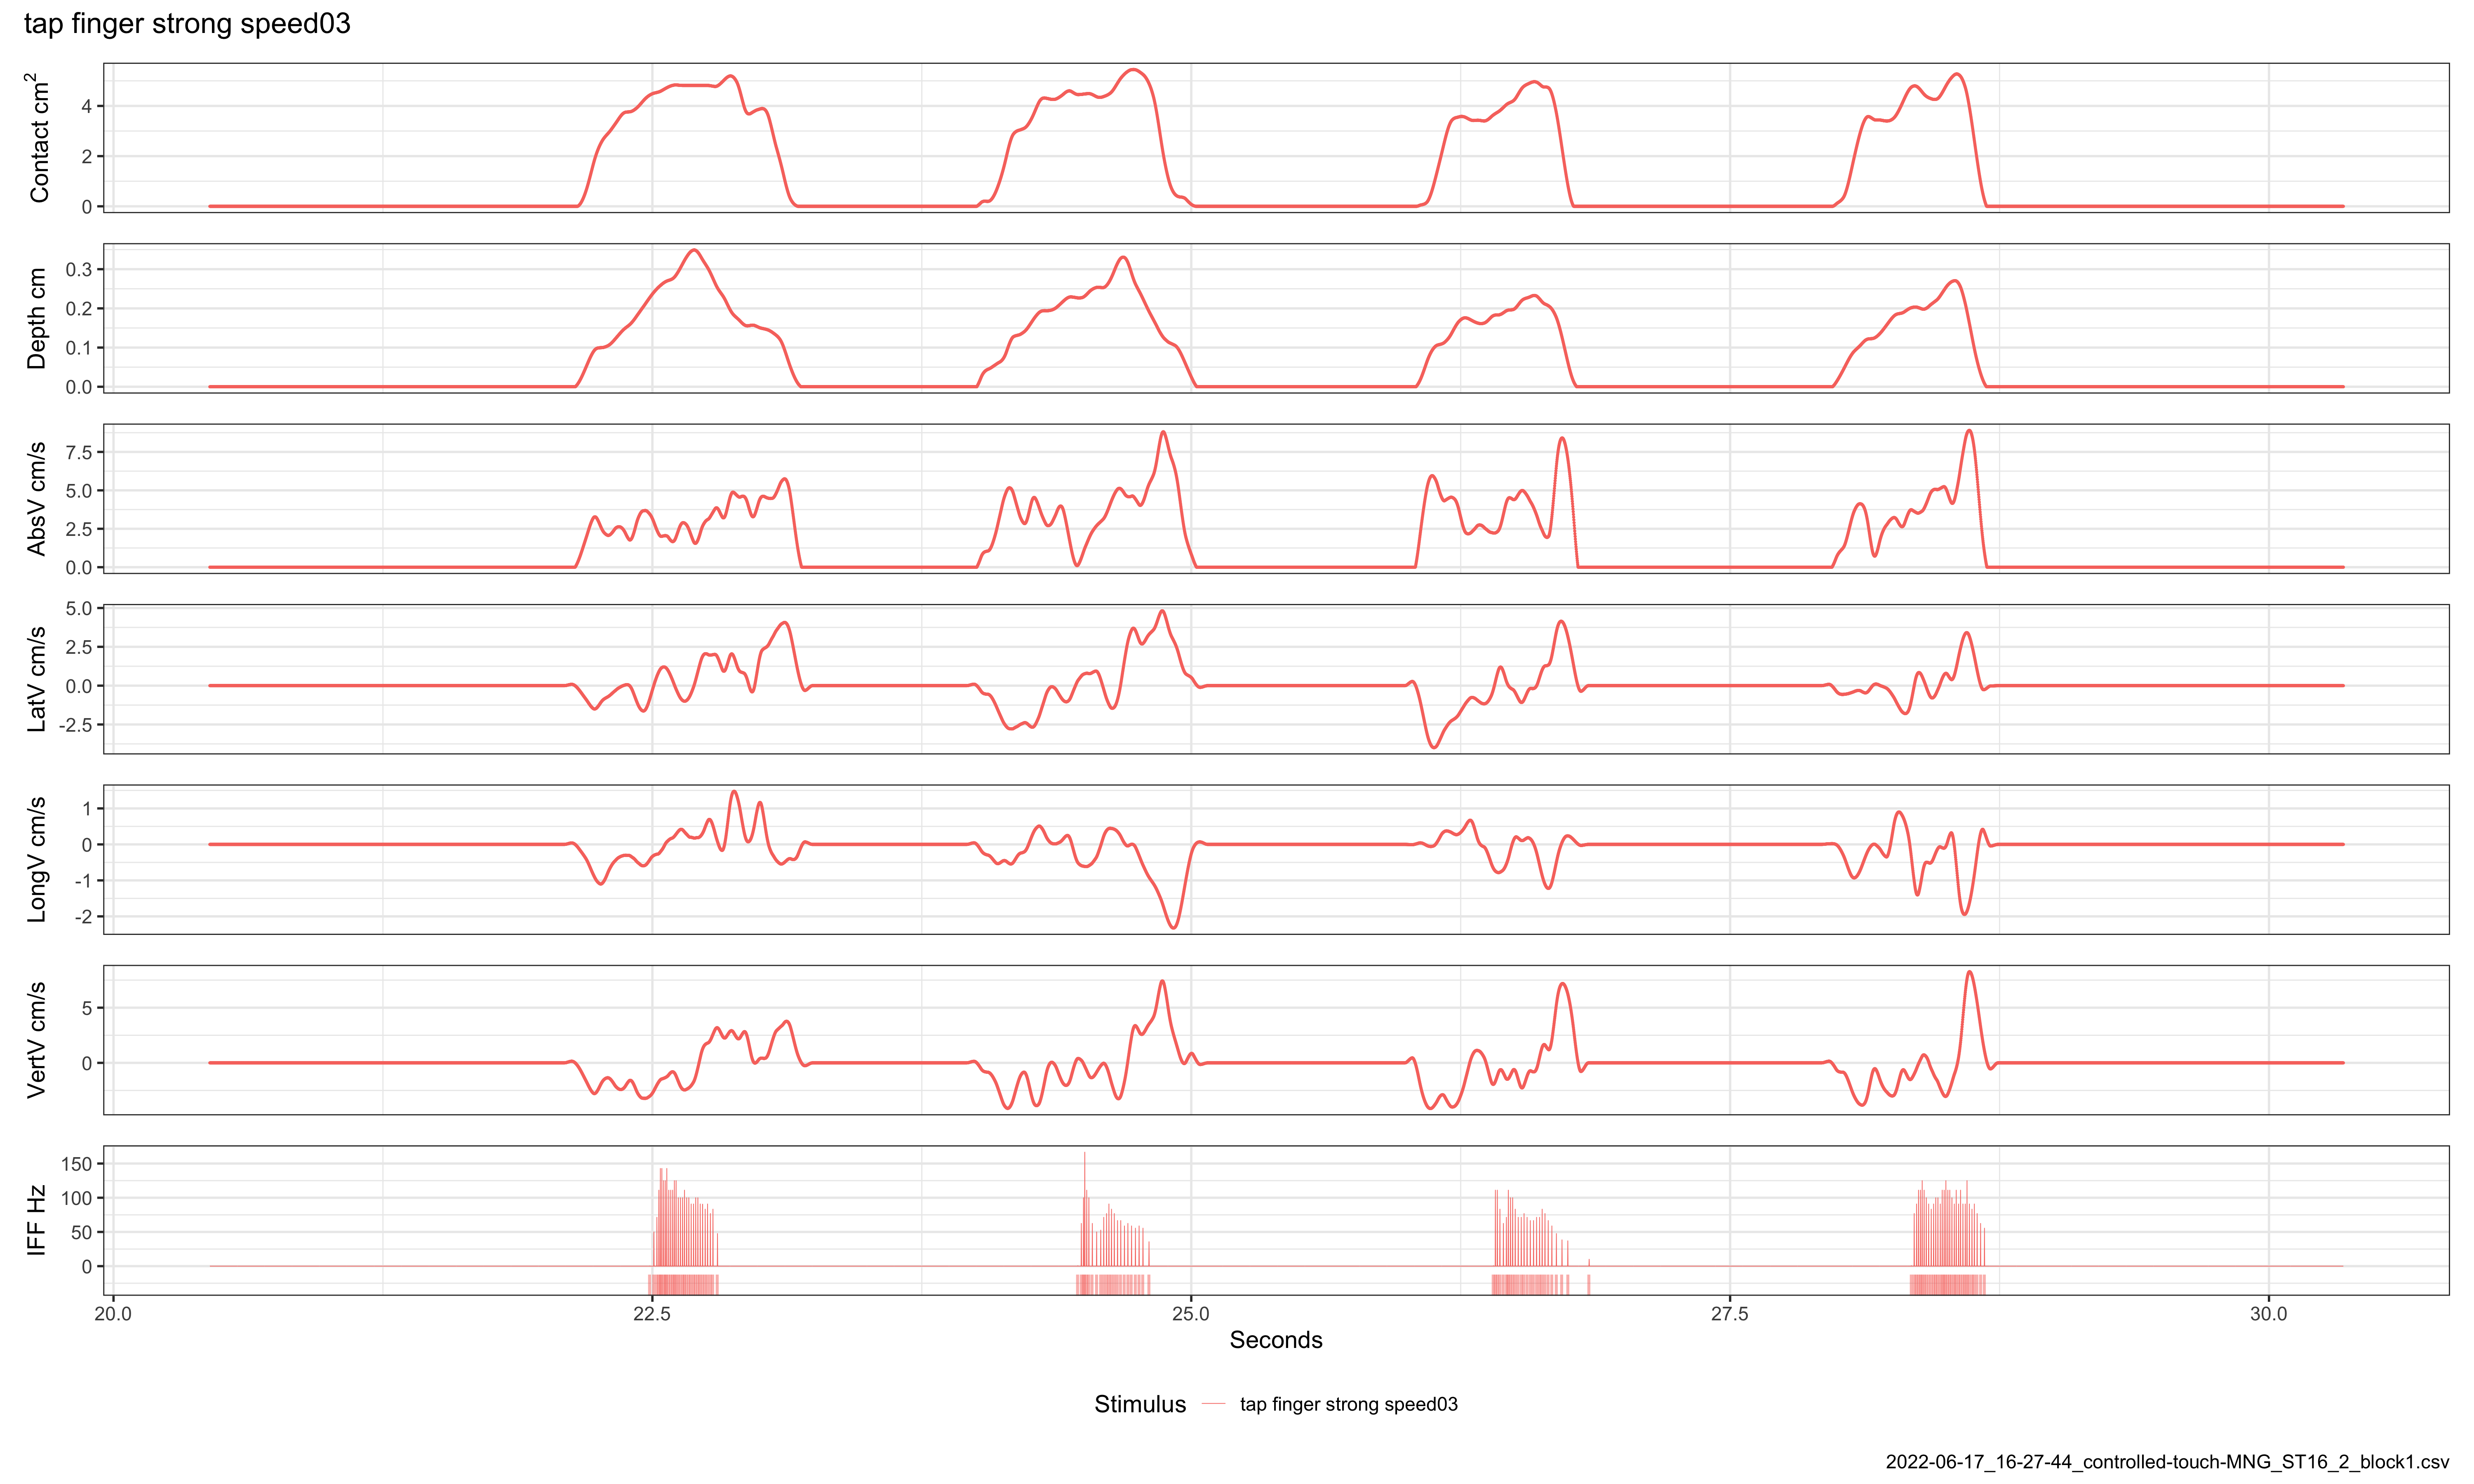 tap finger strong speed03
Contact cm²
4
2
0
Depth cm
0.3
0.2
0.1
0.0
AbsV cm/s
7.5
5.0
2.5
0.0
LatV cm/s
5.0
2.5
0.0
-2.5
LongV cm/s
1
0
-1
-2
VertV cm/s
5
0
IFF Hz
150
100
50
0
20.0 22.5 25.0 27.5 30.0
Seconds
Stimulus tap finger strong speed03
2022-06-17_16-27-44_controlled-touch-MNG_ST16_2_block1.csv